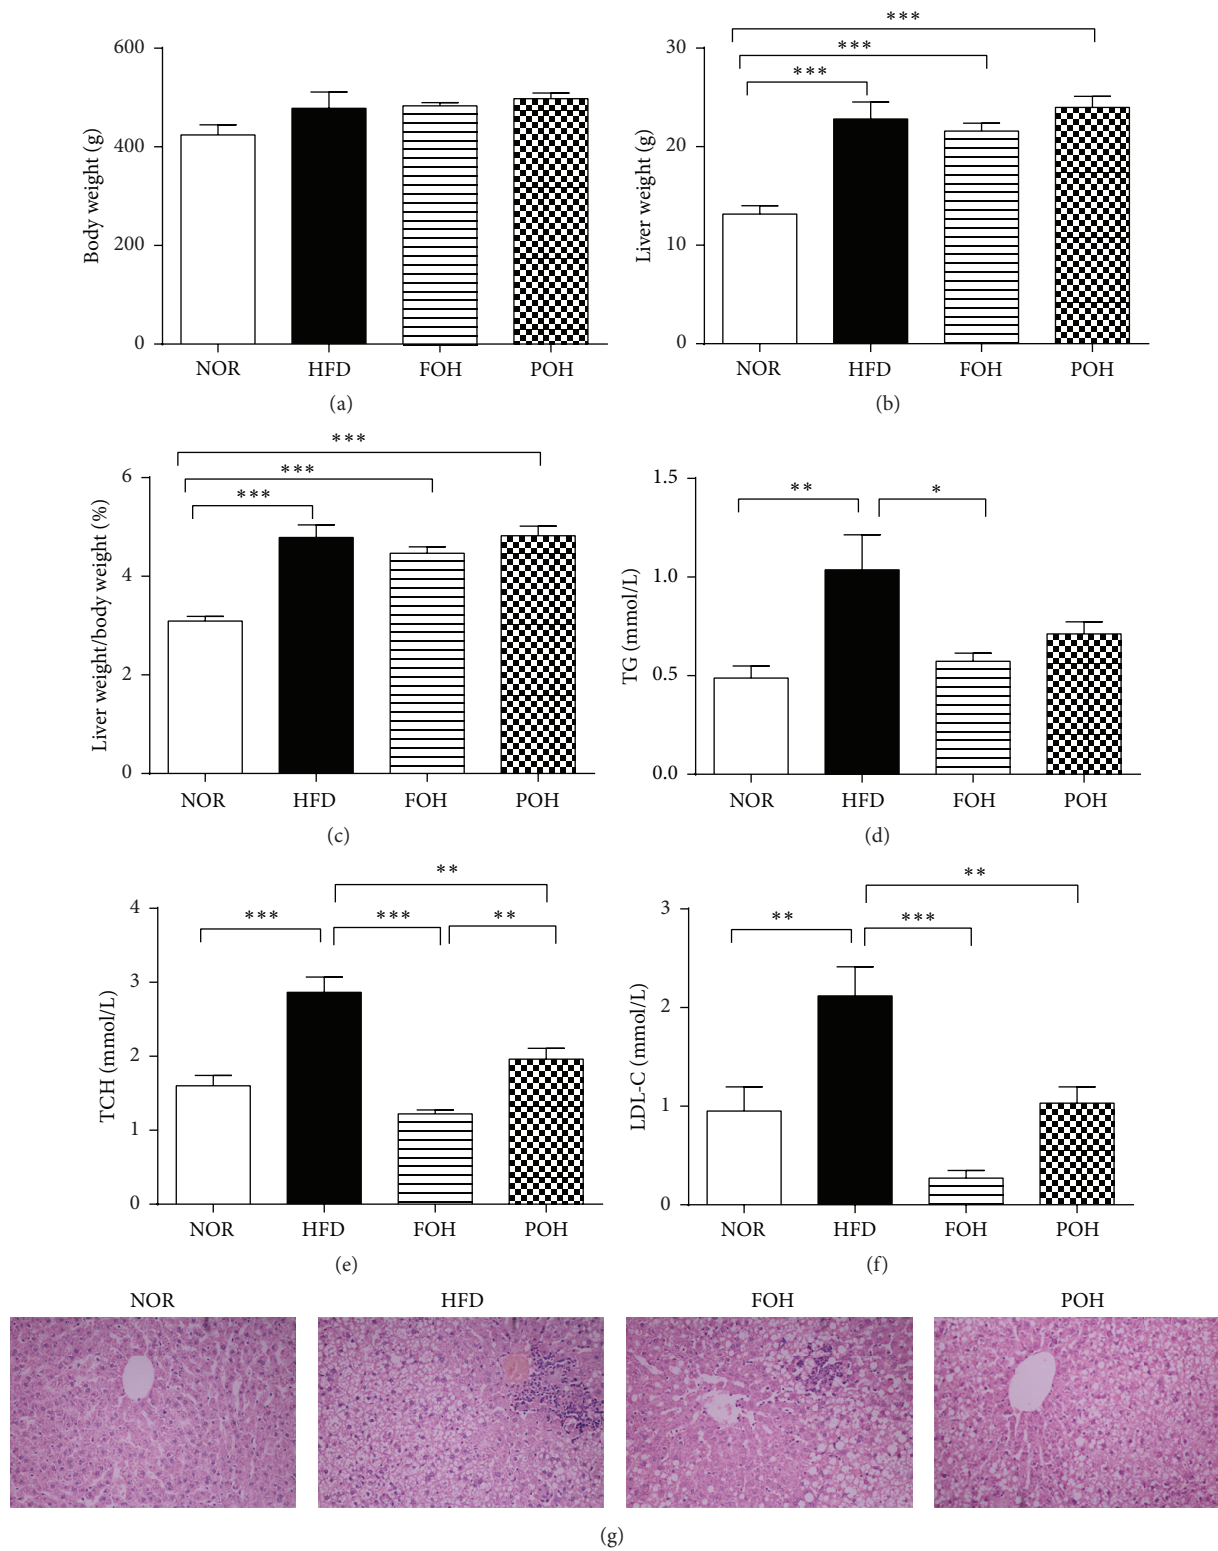 600
400
200
0
Body weight (g)
NOR HFD FOH POH
(a)
***
***
***
30
20
10
0
Liver weight (g)
NOR HFD FOH POH
(b)
***
***
***
6
4
2
0
Liver weight/body weight (%)
NOR HFD FOH POH
(c)
** *
1.5
1.0
0.5
0.0
TG (mmol/L)
NOR HFD FOH POH
(d)
**
*** *** **
4
3
2
1
0
TCH (mmol/L)
NOR HFD FOH POH
(e)
**
** ***
3
2
1
0
LDL-C (mmol/L)
NOR HFD FOH POH
(f)
NOR HFD FOH POH
(g)